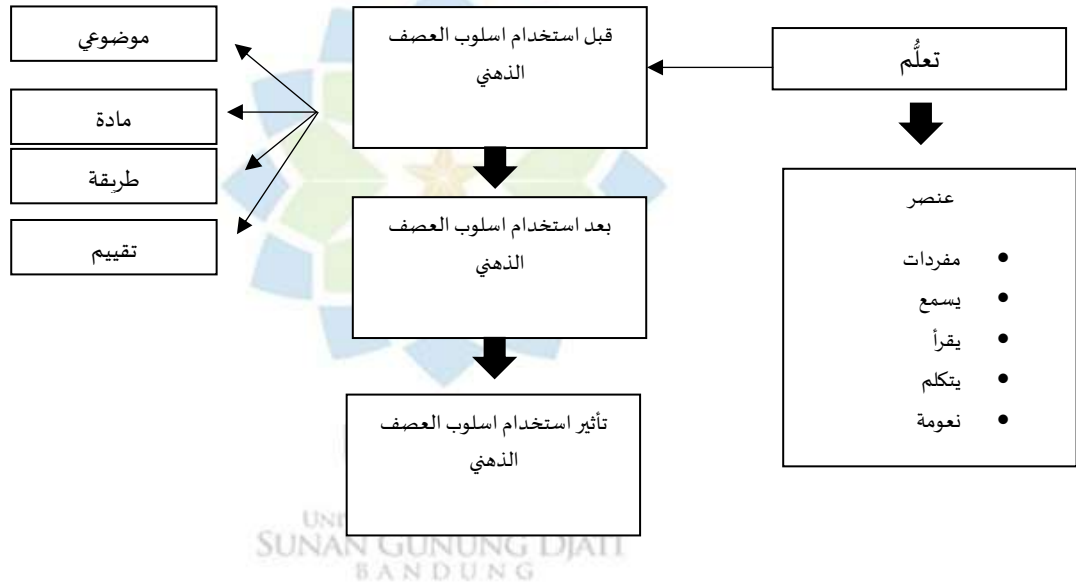 تعلُّم
عنصر
• مفردات
• يسمع
• يقرأ
• يتكلم
• نعومة
قبل استخدام اسلوب العصف
الذهني
بعد استخدام اسلوب العصف
الذهني
تأثير استخدام اسلوب العصف
الذهني
موضوعي
مادة
طريقة
تقييم
SUNAN GUNUNG DJATI
BANDUNG